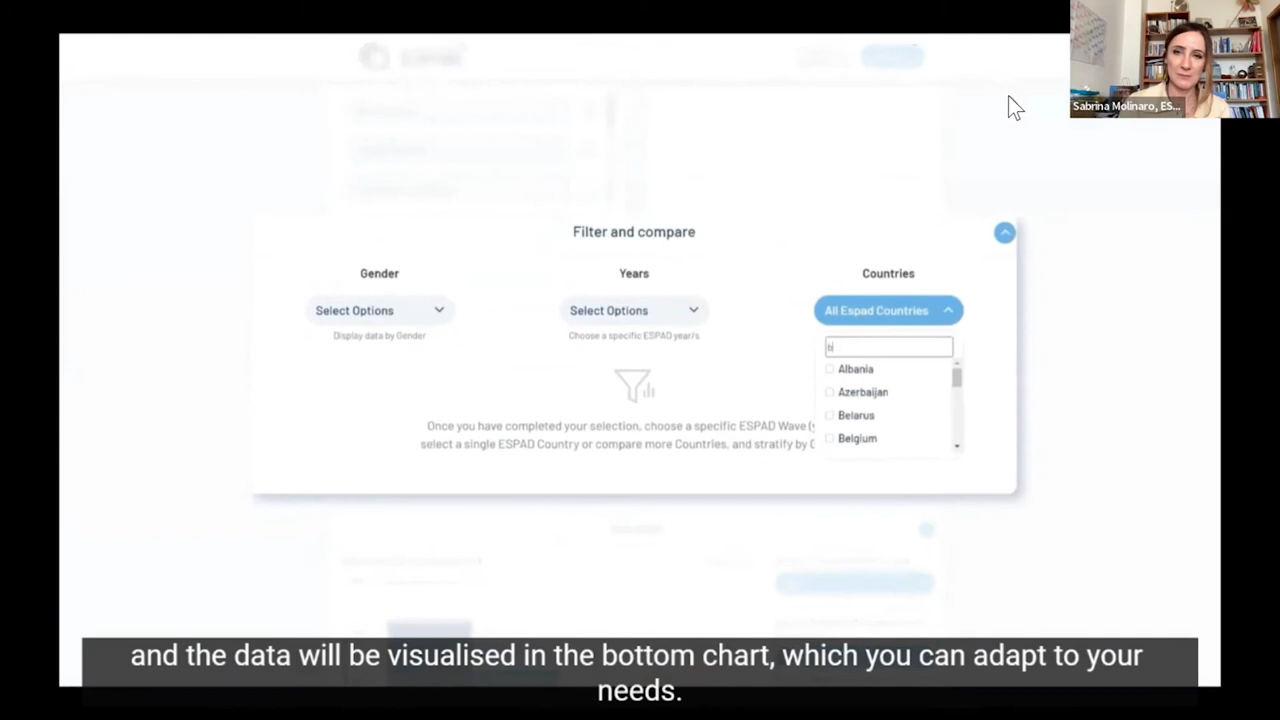 Sabrina Molinaro, ES...
Filter and compare
Gender
Years
Countries
Select Options
Select Options
All Espad Countries
Display data by Gender
Choose a specific ESPAD year/s
b
Albania
Azerbaijan
Belarus
Belgium
Once you have completed your selection, choose a specific ESPAD Wave (
select a single ESPAD Country or compare more Countries, and stratify by
and the data will be visualised in the bottom chart, which you can adapt to your
needs.